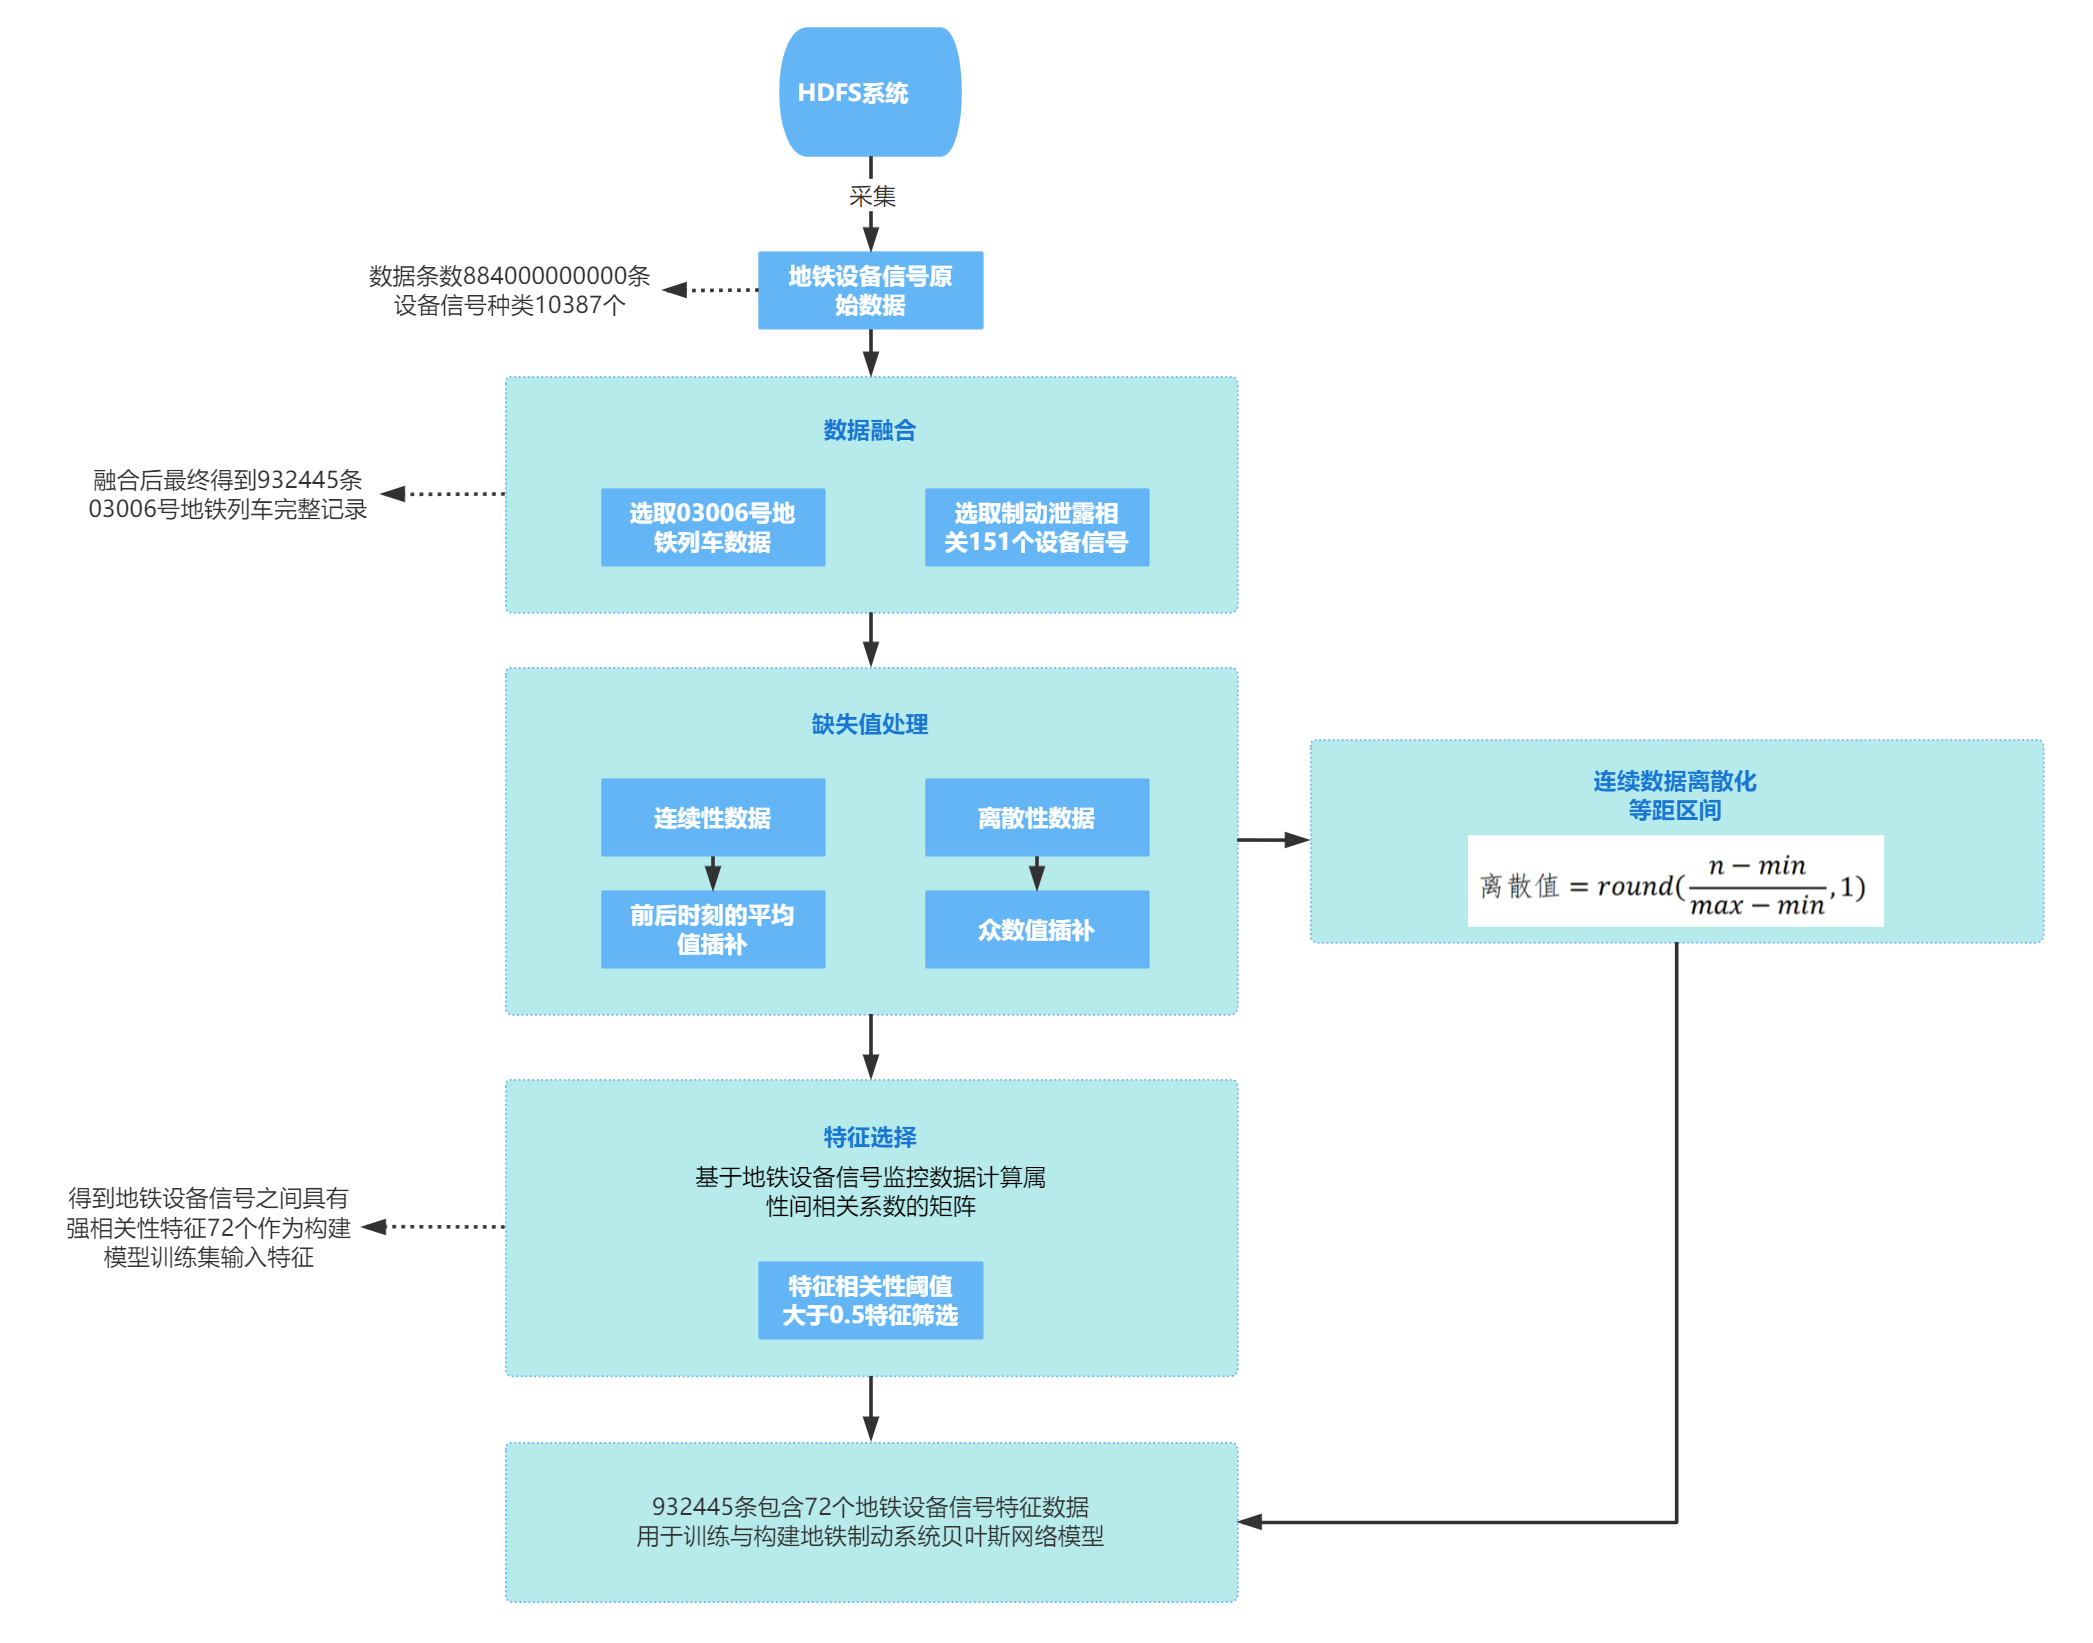 HDFS系统
采集
地铁设备信号原
始数据
数据条数884000000000条
设备信号种类10387个
数据融合
选取03006号地
铁列车数据
选取制动泄露相
关151个设备信号
融合后最终得到932445条
03006号地铁列车完整记录
缺失值处理
连续性数据
离散性数据
前后时刻的平均
值插补
众数值插补
连续数据离散化
等距区间
离散值 = round(\frac{n - min}{max - min}, 1)
特征选择
基于地铁设备信号监控数据计算属
性间相关系数的矩阵
特征相关性阈值
大于0.5特征筛选
得到地铁设备信号之间具有
强相关性特征72个作为构建
模型训练集输入特征
932445条包含72个地铁设备信号特征数据
用于训练与构建地铁制动系统贝叶斯网络模型